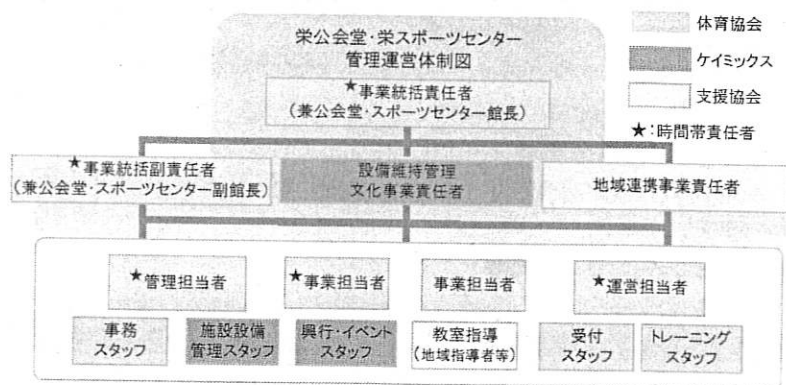 栄公会堂・栄スポーツセンター
管理運営体制図
体育協会
ケイミックス
支援協会
★:時間帯責任者
★事業統括責任者
(兼公会堂・スポーツセンター館長)
★事業統括副責任者
(兼公会堂・スポーツセンター副館長)
設備維持管理
文化事業責任者
地域連携事業責任者
★管理担当者
★事業担当者
事業担当者
★運営担当者
事務
スタッフ
施設設備
管理スタッフ
興行・イベント
スタッフ
教室指導
(地域指導者等)
受付
スタッフ
トレーニング
スタッフ